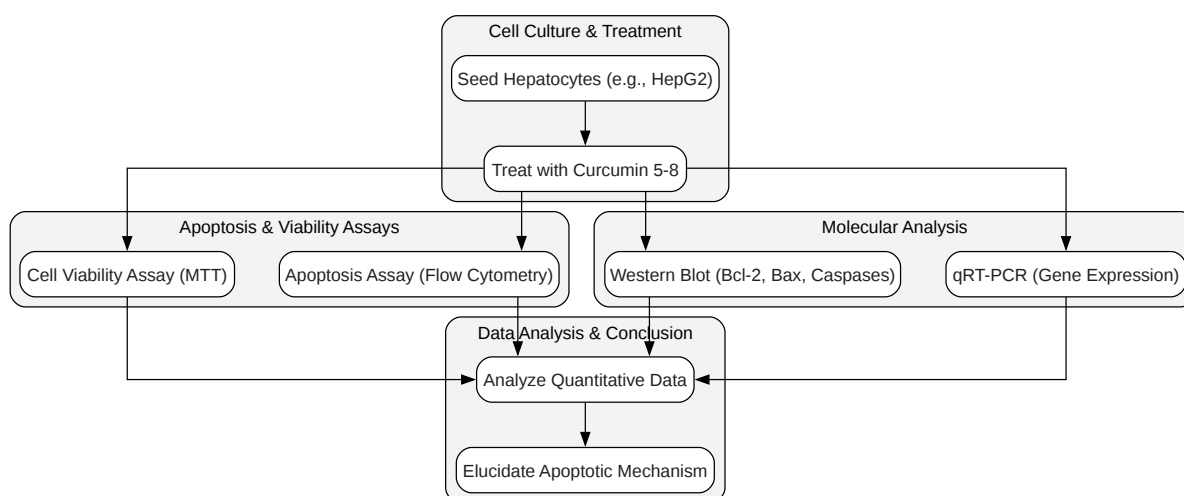 Cell Culture & Treatment
Seed Hepatocytes (e.g., HepG2)
Treat with Curcumin 5-8
Apoptosis & Viability Assays
Cell Viability Assay (MTT)
Apoptosis Assay (Flow Cytometry)
Molecular Analysis
Western Blot (Bcl-2, Bax, Caspases)
qRT-PCR (Gene Expression)
Data Analysis & Conclusion
Analyze Quantitative Data
Elucidate Apoptotic Mechanism